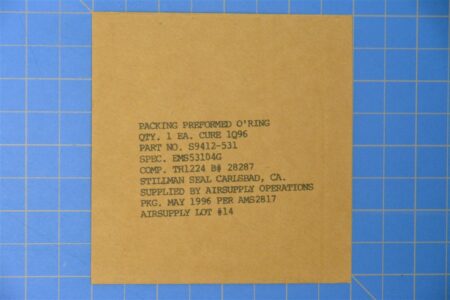 PACKING PREFORMED O'RING
QTY. 1 EA. CURE 1Q96
PART NO. S9412-531
SPEC. EMS53104G
COMP. TH1224 B# 28287
STILLMAN SEAL CARLSBAD, CA.
SUPPLIED BY AIRSUPPLY OPERATIONS
PKG. MAY 1996 PER AMS2817
AIRSUPPLY LOT #14